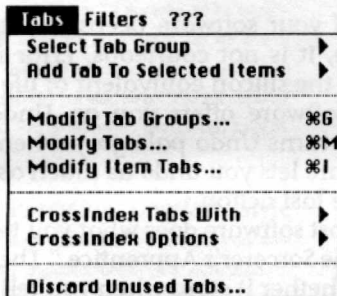 Tabs Filters ???
Select Tab Group
Add Tab To Selected Items
Modify Tab Groups... ⌘G
Modify Tabs... ⌘M
Modify Item Tabs... ⌘I
CrossIndex Tabs With
CrossIndex Options
Discard Unused Tabs...